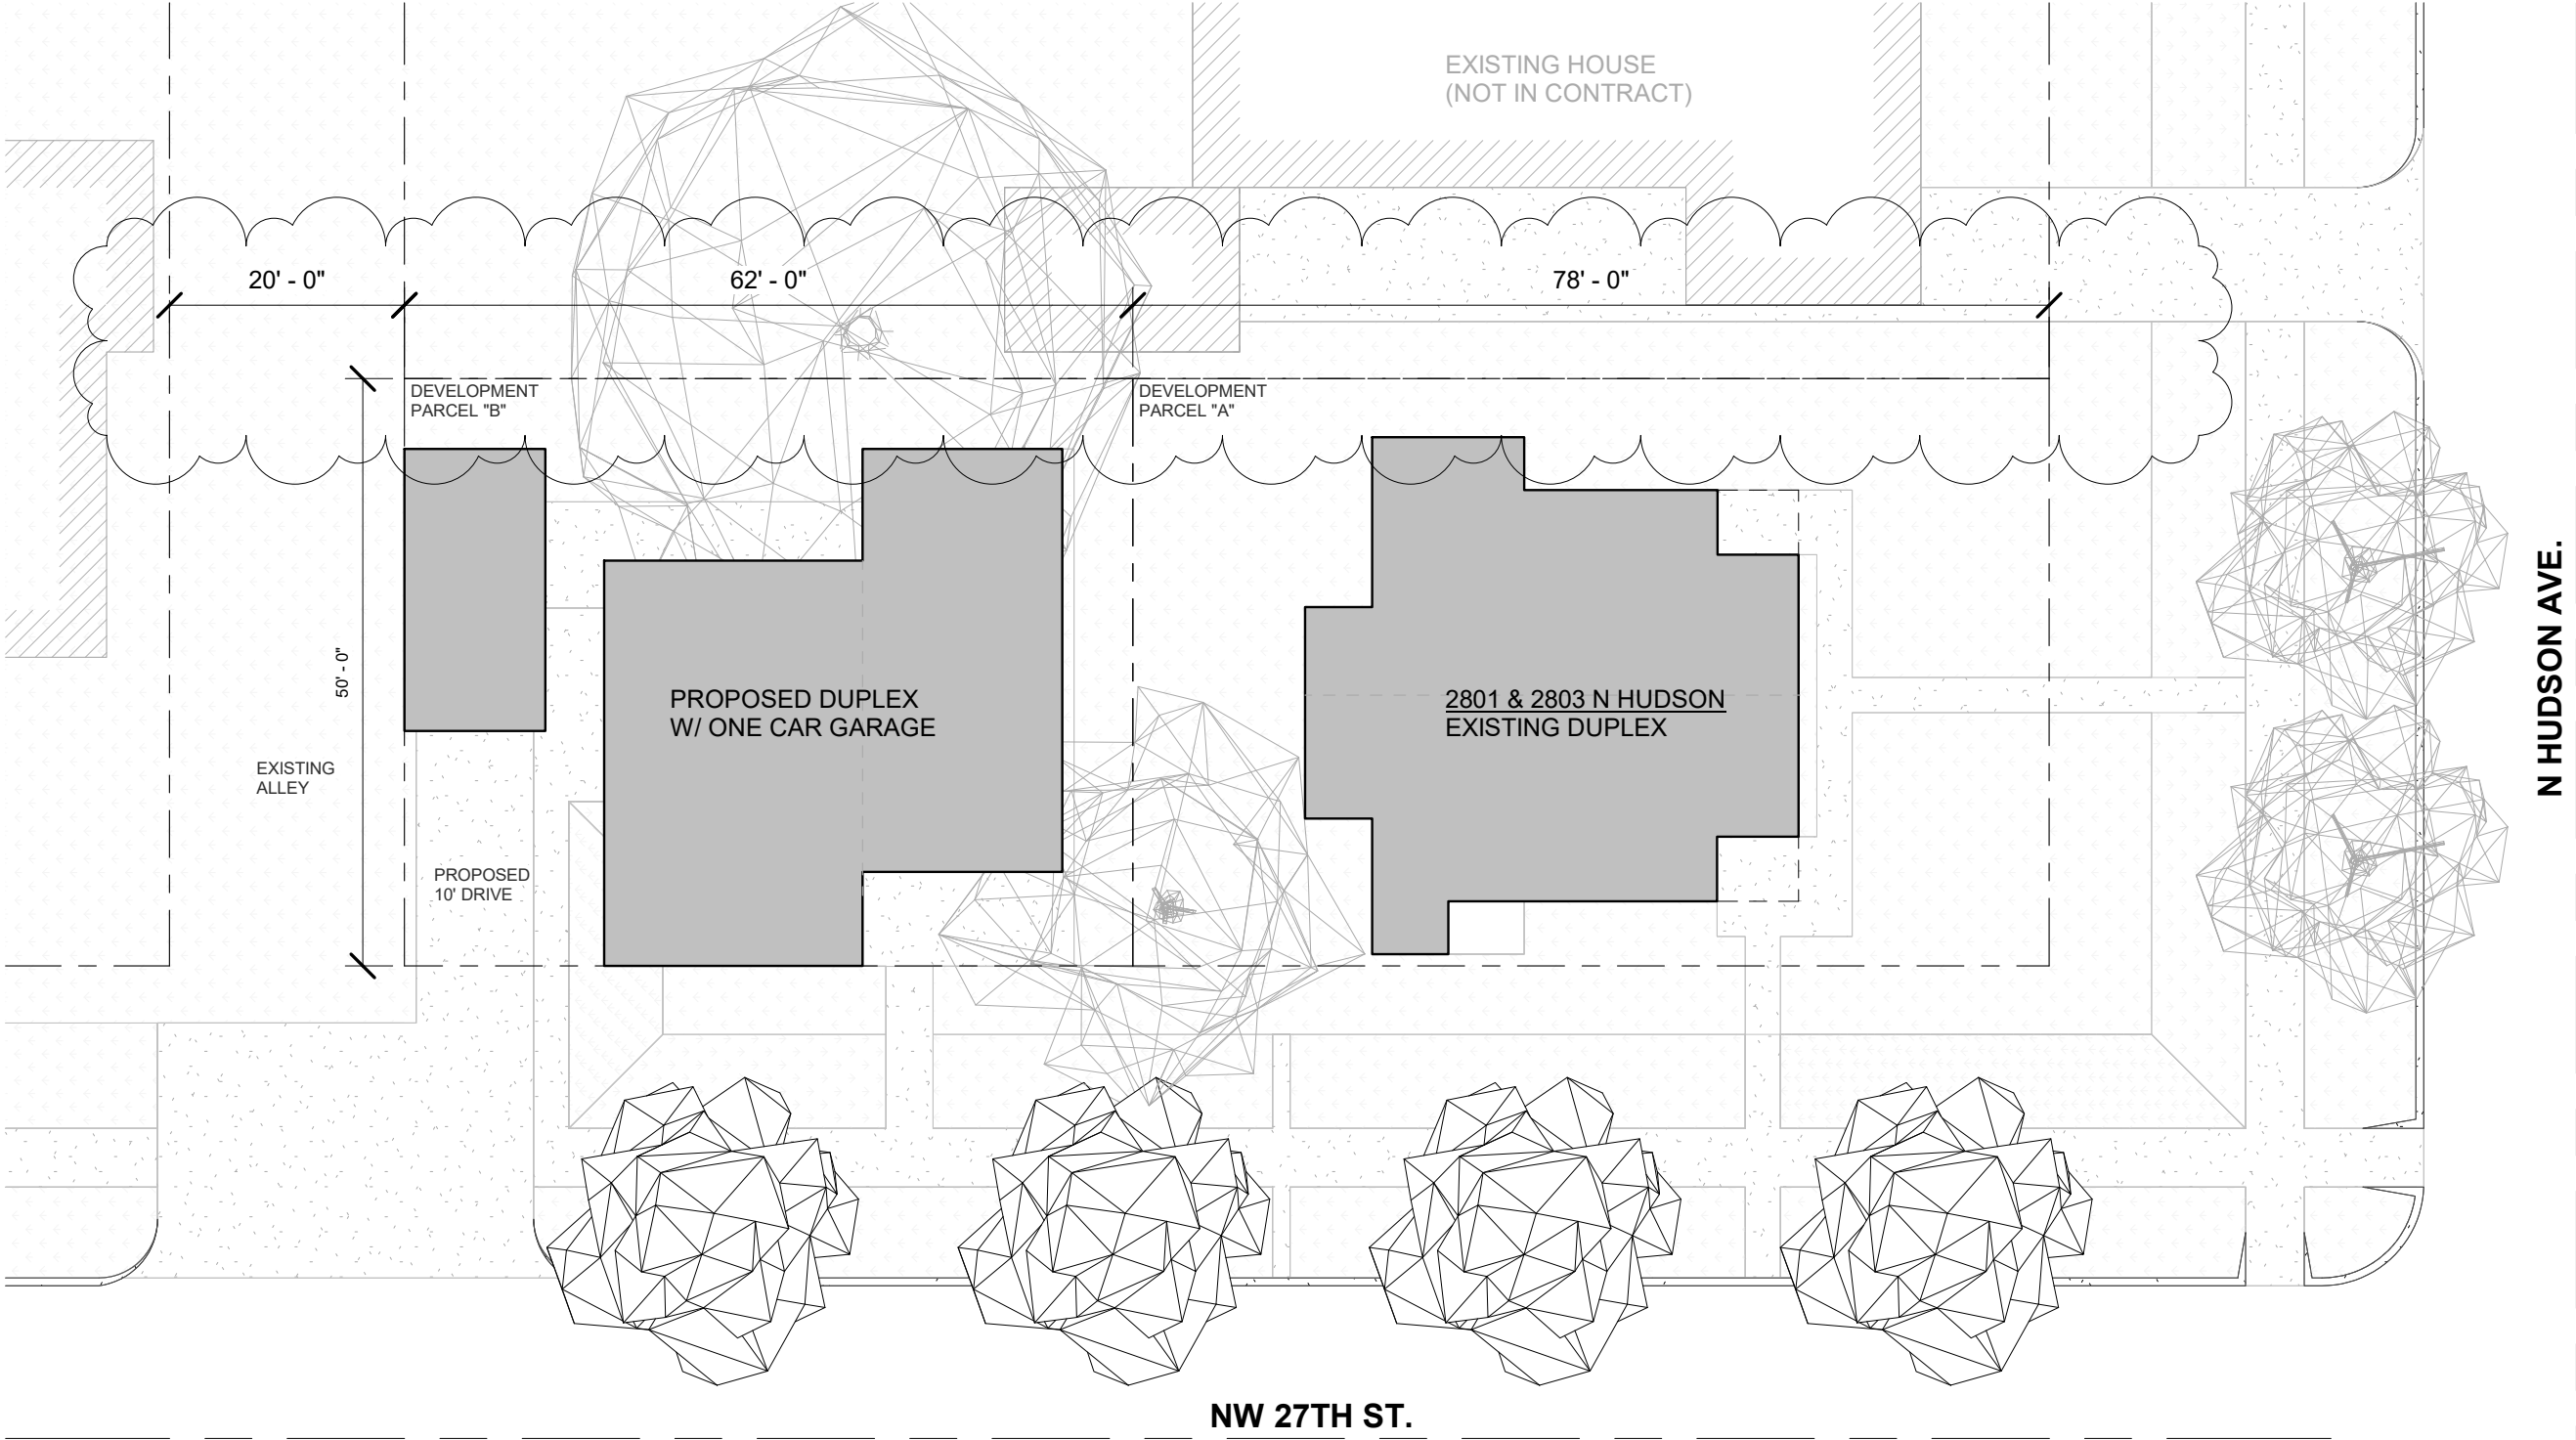 EXISTING HOUSE
(NOT IN CONTRACT)
20' - 0"
62' - 0"
78' - 0"
DEVELOPMENT
PARCEL "B"
DEVELOPMENT
PARCEL "A"
50' - 0"
PROPOSED DUPLEX
W/ ONE CAR GARAGE
2801 & 2803 N HUDSON
EXISTING DUPLEX
N HUDSON AVE.
EXISTING
ALLEY
PROPOSED
10' DRIVE
NW 27TH ST.